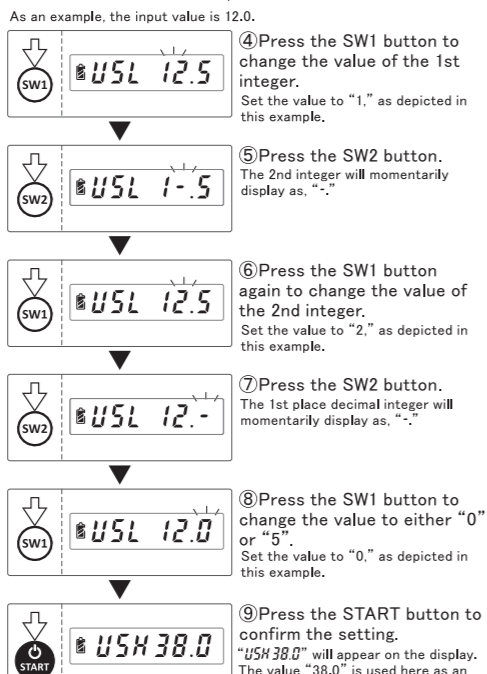 As an example, the input value is 12.0.
SW1
USL 12.5
④Press the SW1 button to
change the value of the 1st
integer.
Set the value to “1,” as depicted in
this example.
SW2
USL 1-.5
⑤Press the SW2 button.
The 2nd integer will momentarily
display as, “-.”
SW1
USL 12.5
⑥Press the SW1 button
again to change the value of
the 2nd integer.
Set the value to “2,” as depicted in
this example.
SW2
USL 12.-
⑦Press the SW2 button.
The 1st place decimal integer will
momentarily display as, “-.”
SW1
USL 12.0
⑧Press the SW1 button to
change the value to either “0”
or “5”.
Set the value to “0,” as depicted in
this example.
START
USH 38.0
⑨Press the START button to
confirm the setting.
“USH 38.0” will appear on the display.
The value “38.0” is used here as an